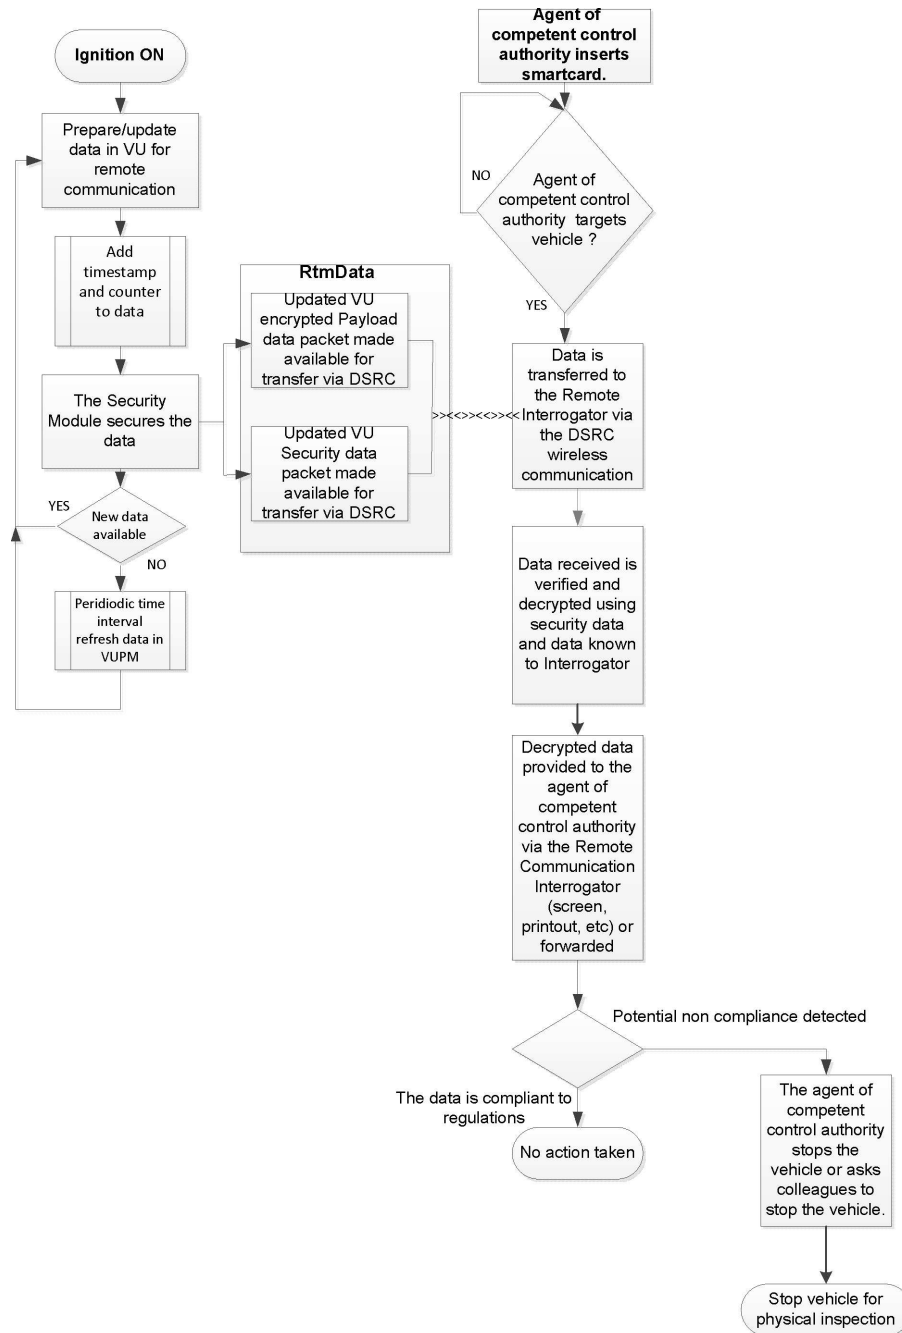 Ignition ON
Prepare/update
data in VU for
remote
communication
Add
timestamp
and counter
to data
The Security
Module secures the
data
YES
New data
available
NO
Peridiodic time
interval
refresh data in
VUPM
RtmData
Updated VU
encrypted Payload
data packet made
available for
transfer via DSRC
Updated VU
Security data
packet made
available for
transfer via DSRC
>><<>><<>>><<
Agent of
competent control
authority inserts
smartcard.
NO
Agent of
competent control
authority targets
vehicle ?
YES
Data is
transferred to
the Remote
Interrogator via
the DSRC
wireless
communication
Data received is
verified and
decrypted using
security data
and data known
to Interrogator
Decrypted data
provided to the
agent of
competent
control authority
via the Remote
Communication
Interrogator
(screen,
printout, etc) or
forwarded
Potential non compliance detected
The data is compliant to
regulations
No action taken
The agent of
competent
control authority
stops the
vehicle or asks
colleagues to
stop the vehicle.
Stop vehicle for
physical inspection